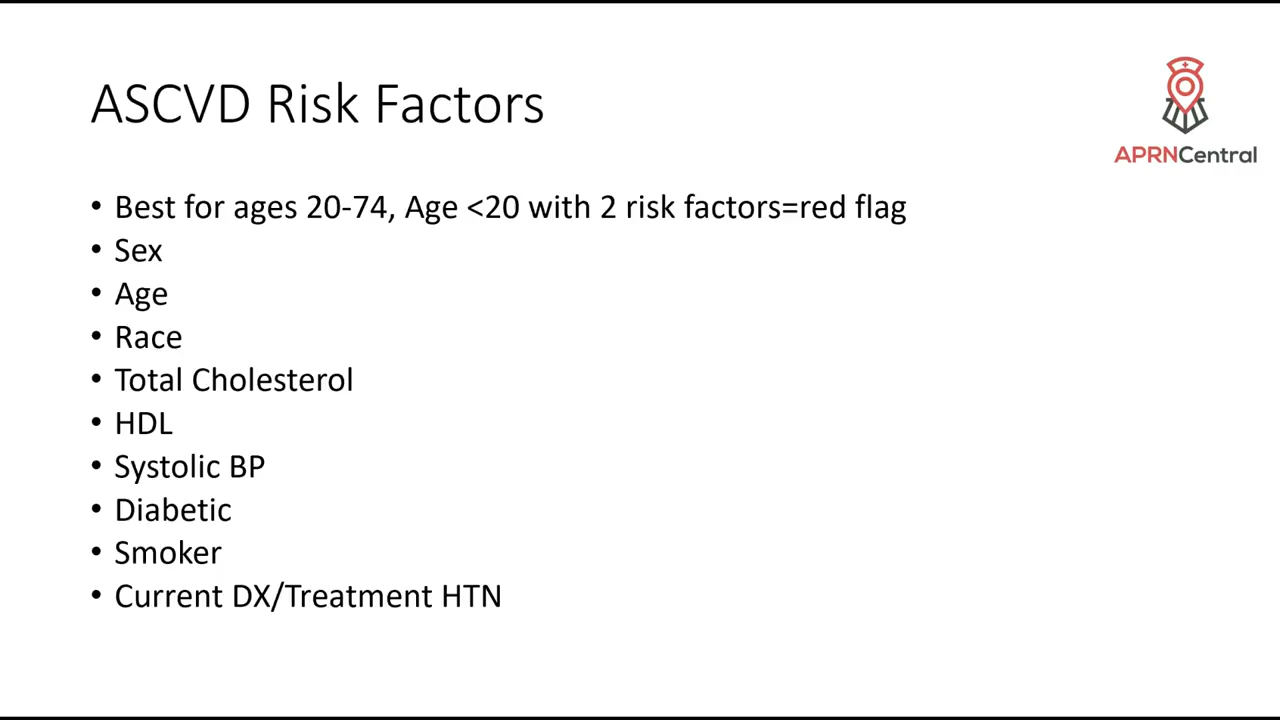 ASCVD Risk Factors
APRNCentral
• Best for ages 20-74, Age <20 with 2 risk factors=red flag
• Sex
• Age
• Race
• Total Cholesterol
• HDL
• Systolic BP
• Diabetic
• Smoker
• Current DX/Treatment HTN